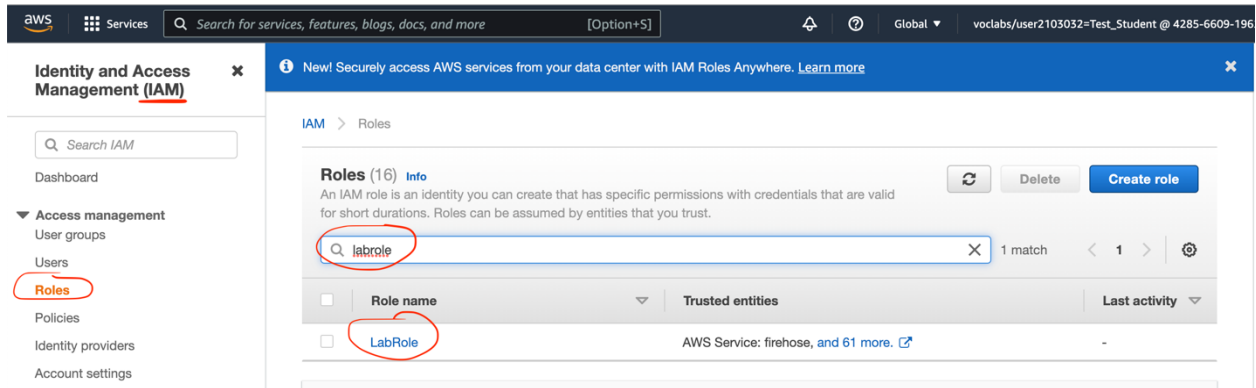 aws
Services
Search for services, features, blogs, docs, and more
[Option+S]
Global ▼
voclabs/user2103032=Test_Student @ 4285-6609-196
Identity and Access
Management (IAM)
Search IAM
Dashboard
Access management
User groups
Users
Roles
Policies
Identity providers
Account settings
New! Securely access AWS services from your data center with IAM Roles Anywhere. Learn more
IAM > Roles
Roles (16) Info
An IAM role is an identity you can create that has specific permissions with credentials that are valid
for short durations. Roles can be assumed by entities that you trust.
Delete
Create role
labrole
1 match
1
Role name
Trusted entities
Last activity
LabRole
AWS Service: firehose, and 61 more.
-